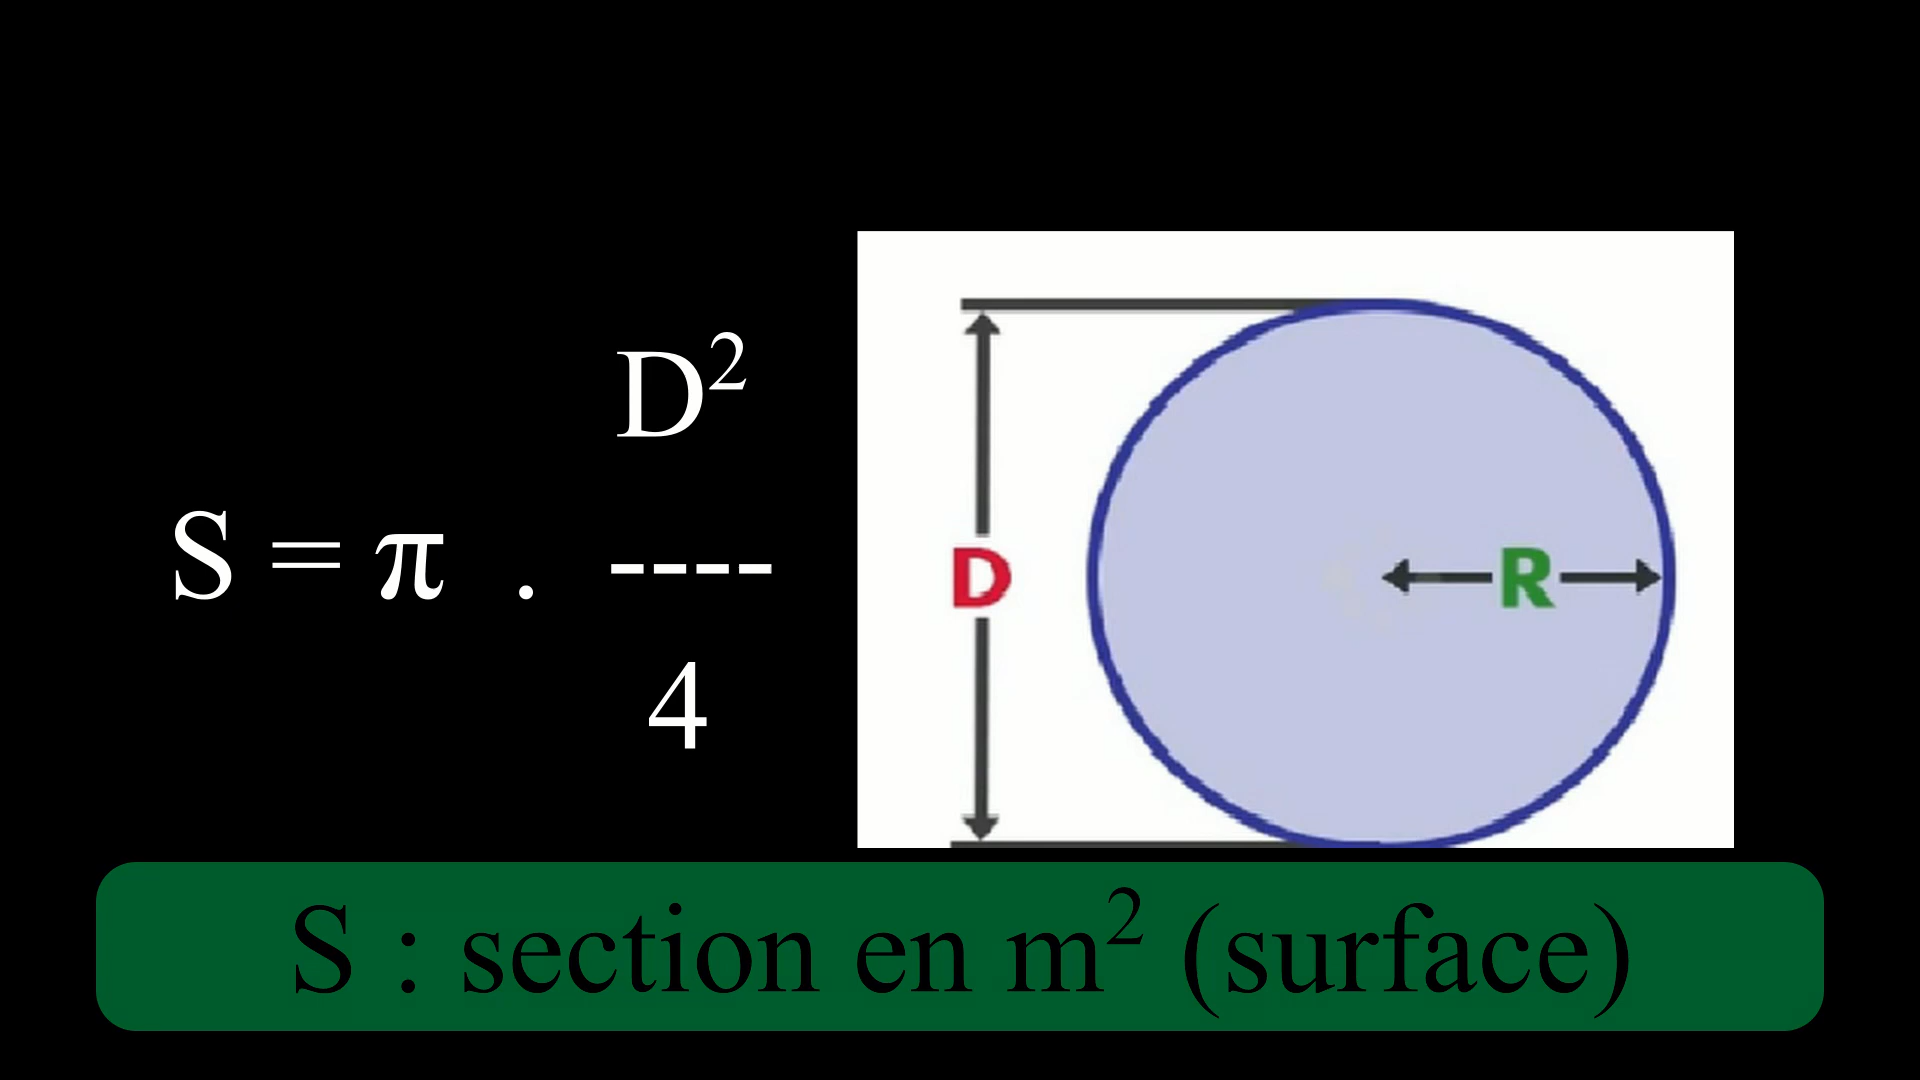 D²
S = π . ----
4
D
R
S : section en m² (surface)